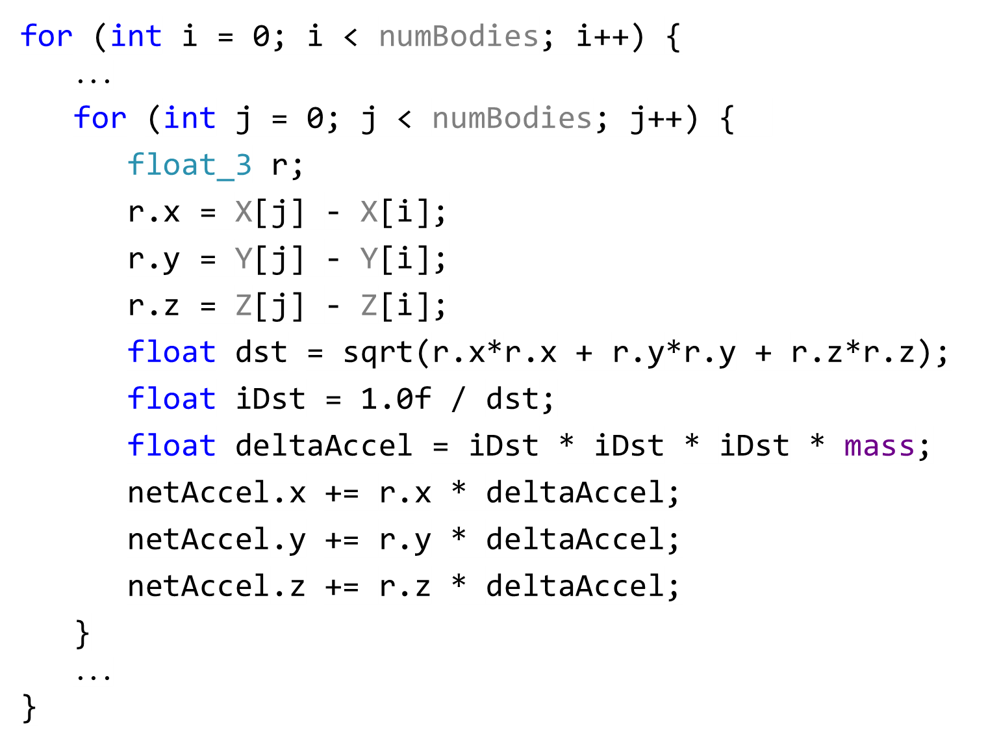 for (int i = 0; i < numBodies; i++) {
   ...
   for (int j = 0; j < numBodies; j++) {
      float_3 r;
      r.x = X[j] - X[i];
      r.y = Y[j] - Y[i];
      r.z = Z[j] - Z[i];
      float dst = sqrt(r.x*r.x + r.y*r.y + r.z*r.z);
      float iDst = 1.0f / dst;
      float deltaAccel = iDst * iDst * iDst * mass;
      netAccel.x += r.x * deltaAccel;
      netAccel.y += r.y * deltaAccel;
      netAccel.z += r.z * deltaAccel;
   }
   ...
}